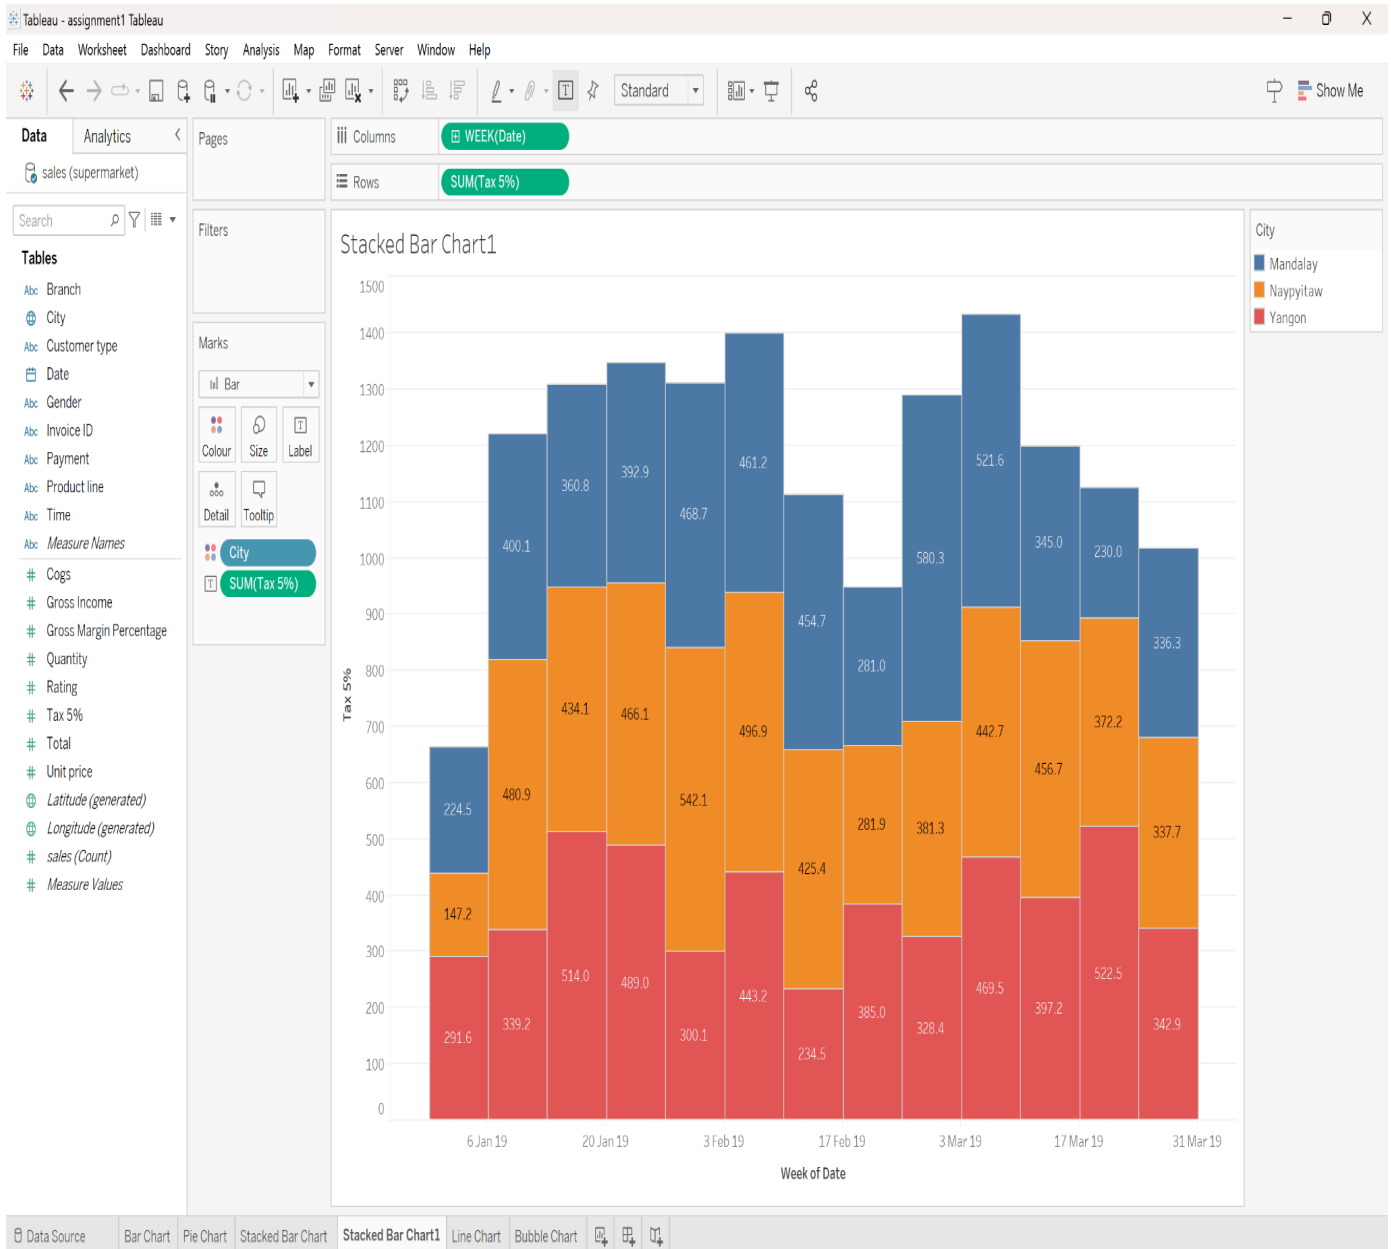 Tableau - assignment1 Tableau
File Data Worksheet Dashboard Story Analysis Map Format Server Window Help
Standard
Show Me
Data Analytics
sales (supermarket)
Search
Tables
Abc Branch
City
Abc Customer type
Date
Abc Gender
Abc Invoice ID
Abc Payment
Abc Product line
Abc Time
Abc Measure Names
# Cogs
# Gross Income
# Gross Margin Percentage
# Quantity
# Rating
# Tax 5%
# Total
# Unit price
Latitude (generated)
Longitude (generated)
# sales (Count)
# Measure Values
Pages
Filters
Marks
Bar
Colour Size Label
Detail Tooltip
City
SUM(Tax 5%)
Columns WEEK(Date)
Rows SUM(Tax 5%)
Stacked Bar Chart1
1500
1400
1300
1200
1100
1000
900
800
700
600
500
400
300
200
100
0
Tax 5%
224.5 400.1 360.8 392.9 468.7 461.2 454.7 281.0 580.3 521.6 345.0 230.0 336.3
147.2 480.9 434.1 466.1 542.1 496.9 425.4 281.9 381.3 442.7 456.7 372.2 337.7
291.6 339.2 514.0 489.0 300.1 443.2 234.5 385.0 328.4 469.5 397.2 522.5 342.9
6 Jan 19 20 Jan 19 3 Feb 19 17 Feb 19 3 Mar 19 17 Mar 19 31 Mar 19
Week of Date
City
Mandalay
Naypyitaw
Yangon
Data Source Bar Chart Pie Chart Stacked Bar Chart Stacked Bar Chart1 Line Chart Bubble Chart